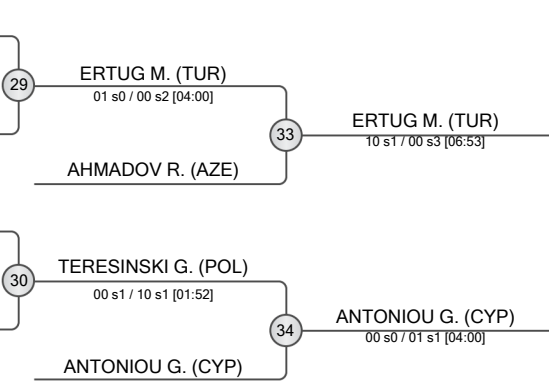 29
ERTUG M. (TUR)
01 s0 / 00 s2 [04:00]
33
ERTUG M. (TUR)
10 s1 / 00 s3 [06:53]
AHMADOV R. (AZE)
30
TERESINSKI G. (POL)
00 s1 / 10 s1 [01:52]
34
ANTONIOU G. (CYP)
00 s0 / 01 s1 [04:00]
ANTONIOU G. (CYP)